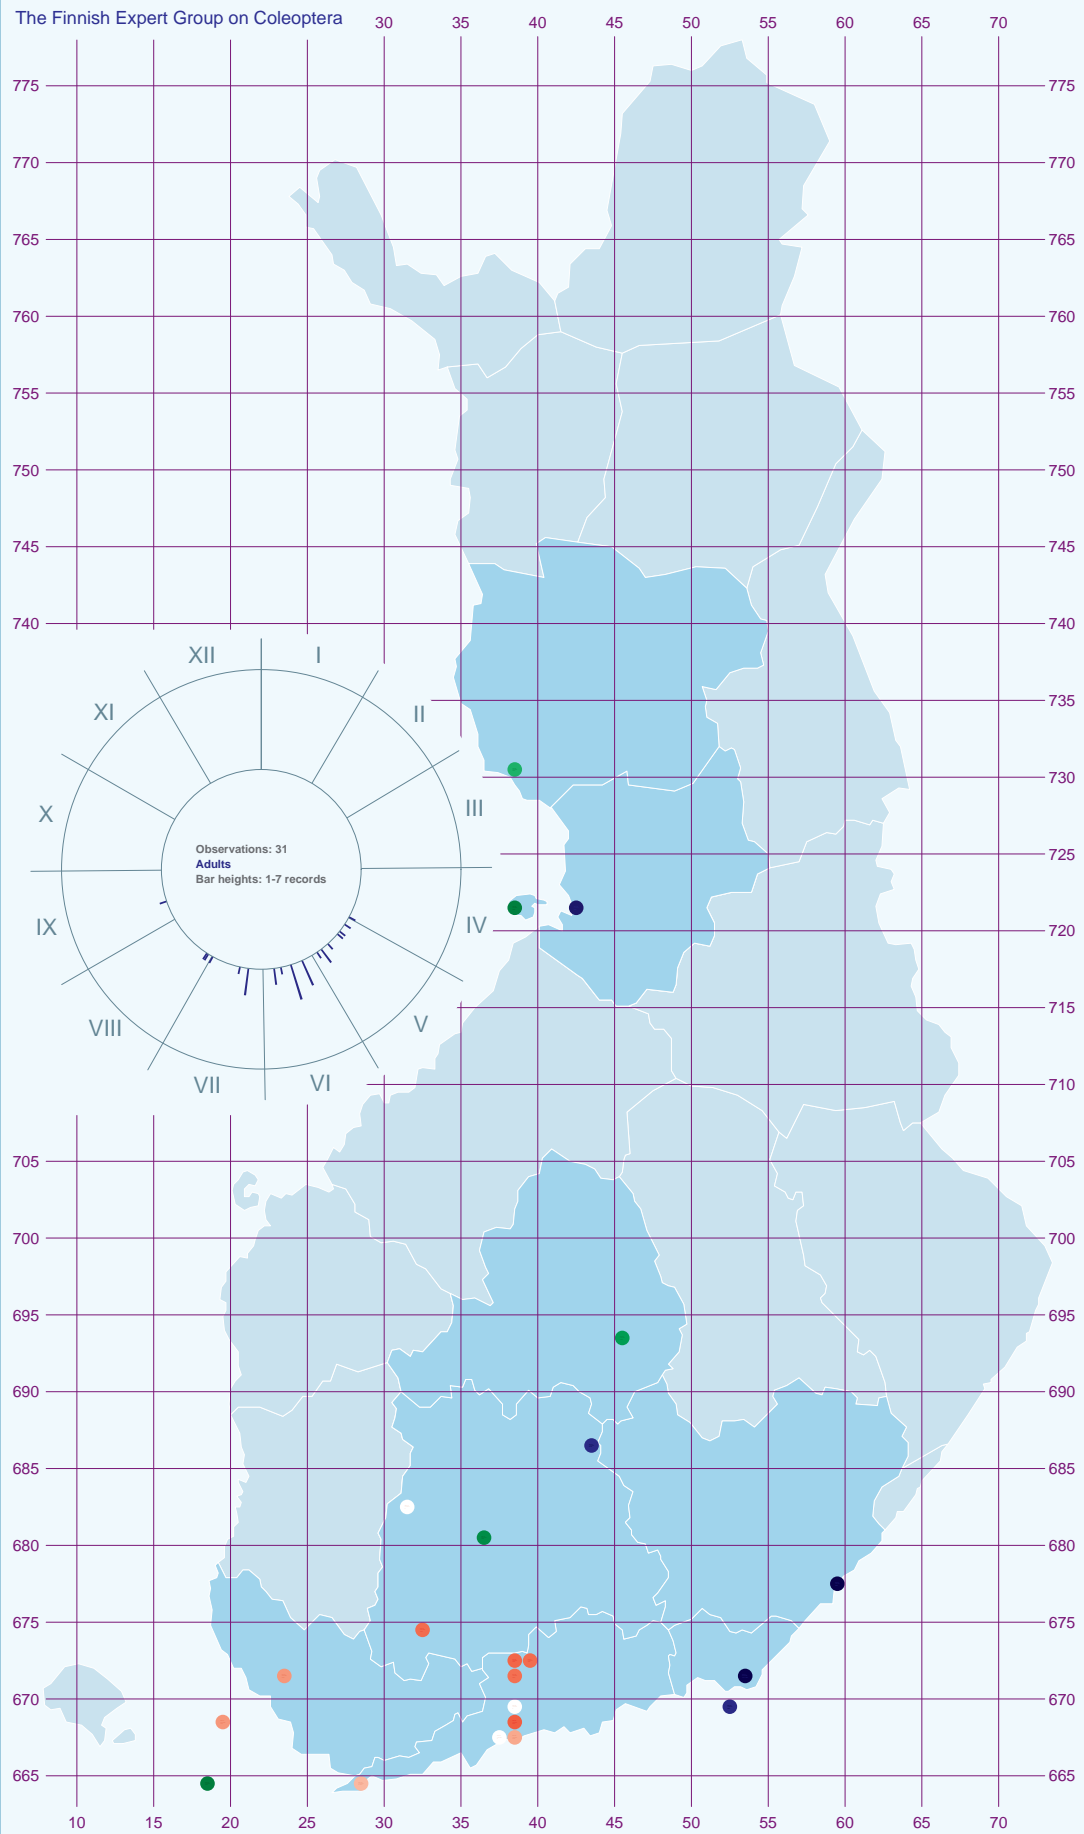 The Finnish Expert Group on Coleoptera
30 35 40 45 50 55 60 65 70
775 775
770 770
765 765
760 760
755 755
750 750
745 745
740 740
735
730
725
720
715
710
705 705
700 700
695 695
690 690
685 685
680 680
675 675
670 670
665 665
XII I
XI II
X III
IX IV
VIII V
VII VI
Observations: 31
Adults
Bar heights: 1-7 records
10 15 20 25 30 35 40 45 50 55 60 65 70